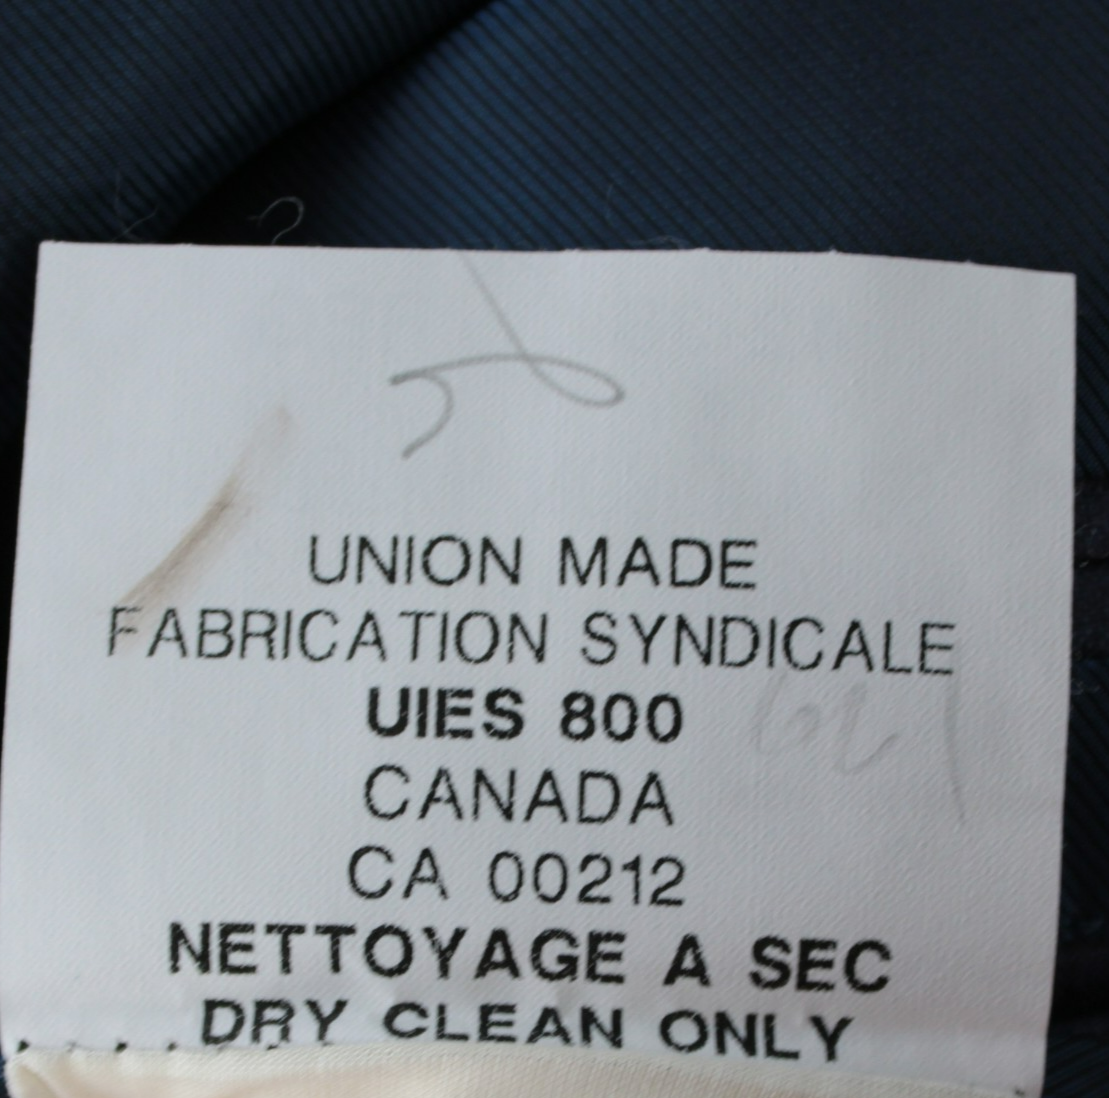 UNION MADE
FABRICATION SYNDICALE
UIES 800
CANADA
CA 00212
NETTOYAGE A SEC
DRY CLEAN ONLY